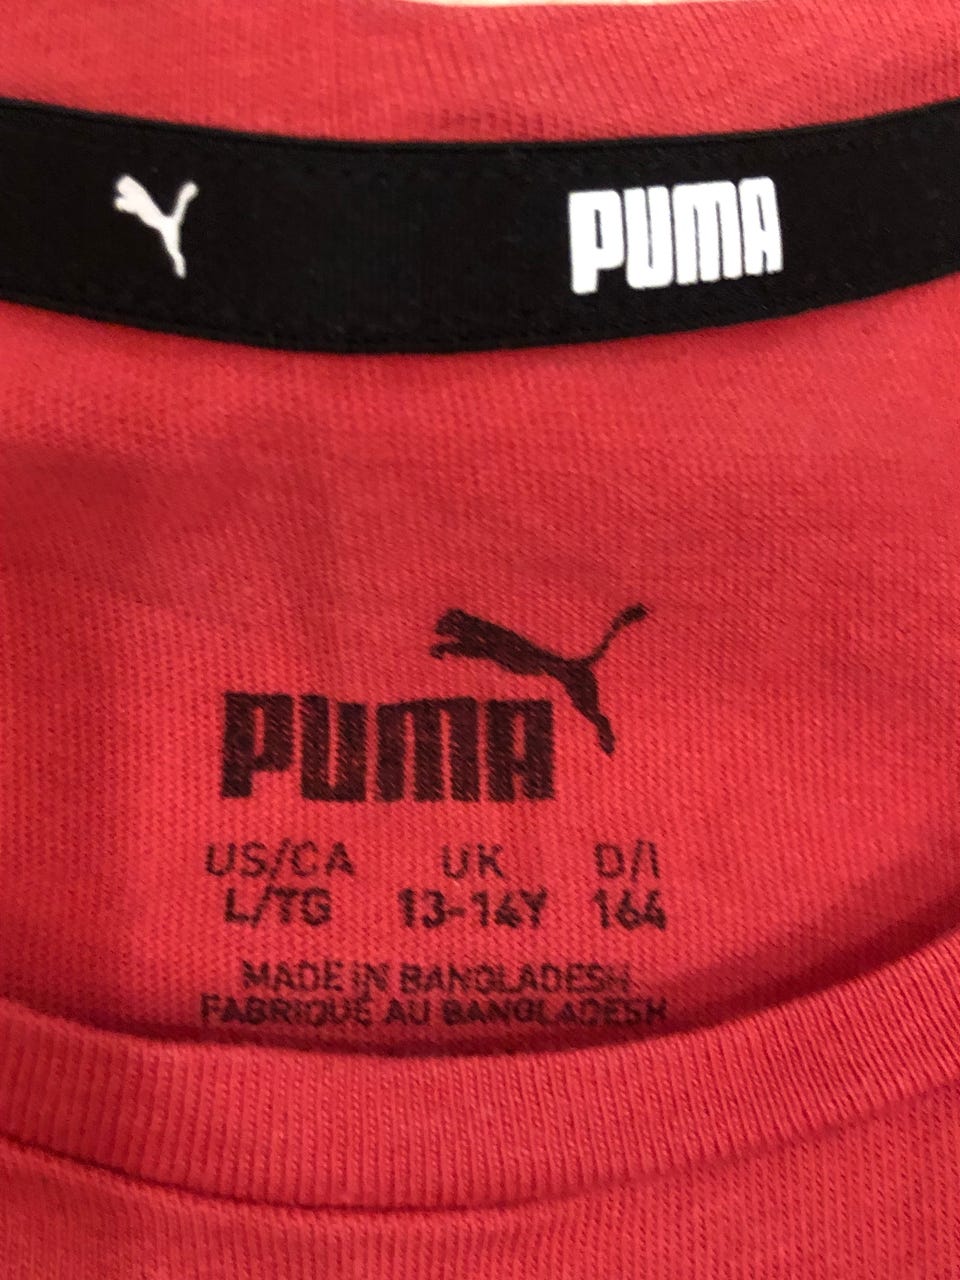 PUMA
PUMA
US/CA UK D/I
L/TG 13-14Y 164
MADE IN BANGLADESH
FABRIQUÉ AU BANGLADESH